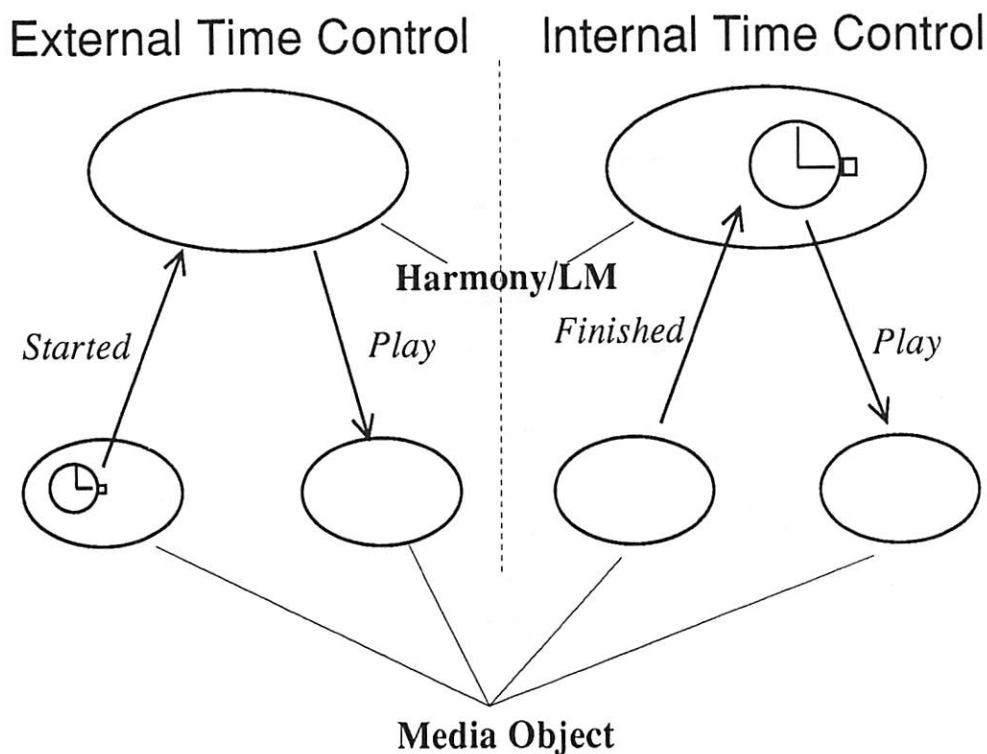 External Time Control
Internal Time Control
Harmony/LM
Started
Play
Finished
Play
Media Object